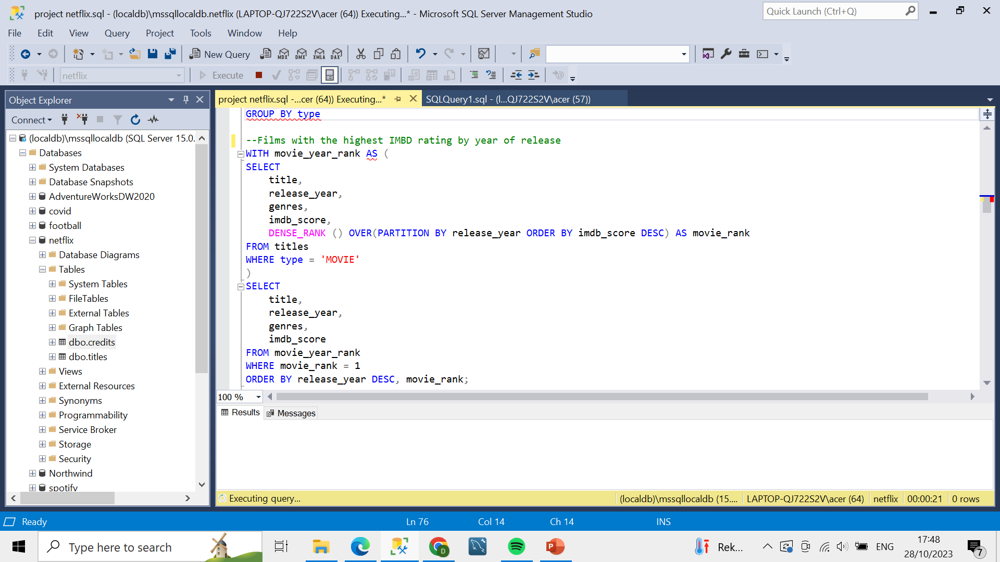 project netflix.sql - (localdb)\mssqllocaldb.netflix (LAPTOP-QJ722S2V\acer (64)) Executing...* - Microsoft SQL Server Management Studio
Quick Launch (Ctrl+Q)
File Edit View Query Project Tools Window Help
New Query MDX DMX XMLA DAX
netflix Execute
Object Explorer
project netflix.sql -...cer (64)) Executing...* SQLQuery1.sql - (l...QJ722S2V\acer (57))
Connect
(localdb)\mssqllocaldb (SQL Server 15.0.
Databases
System Databases
Database Snapshots
AdventureWorksDW2020
covid
football
netflix
Database Diagrams
Tables
System Tables
FileTables
External Tables
Graph Tables
dbo.credits
dbo.titles
Views
External Resources
Synonyms
Programmability
Service Broker
Storage
Security
Northwind
spotify
GROUP BY type
--Films with the highest IMBD rating by year of release
WITH movie_year_rank AS (
SELECT
title,
release_year,
genres,
imdb_score,
DENSE_RANK () OVER(PARTITION BY release_year ORDER BY imdb_score DESC) AS movie_rank
FROM titles
WHERE type = 'MOVIE'
)
SELECT
title,
release_year,
genres,
imdb_score
FROM movie_year_rank
WHERE movie_rank = 1
ORDER BY release_year DESC, movie_rank;
100 %
Results Messages
Executing query... (localdb)\mssqllocaldb (15.... LAPTOP-QJ722S2V\acer (64) netflix 00:00:21 0 rows
Ready Ln 76 Col 14 Ch 14 INS
Type here to search
D
P
Rek...
ENG
17:48
28/10/2023
7